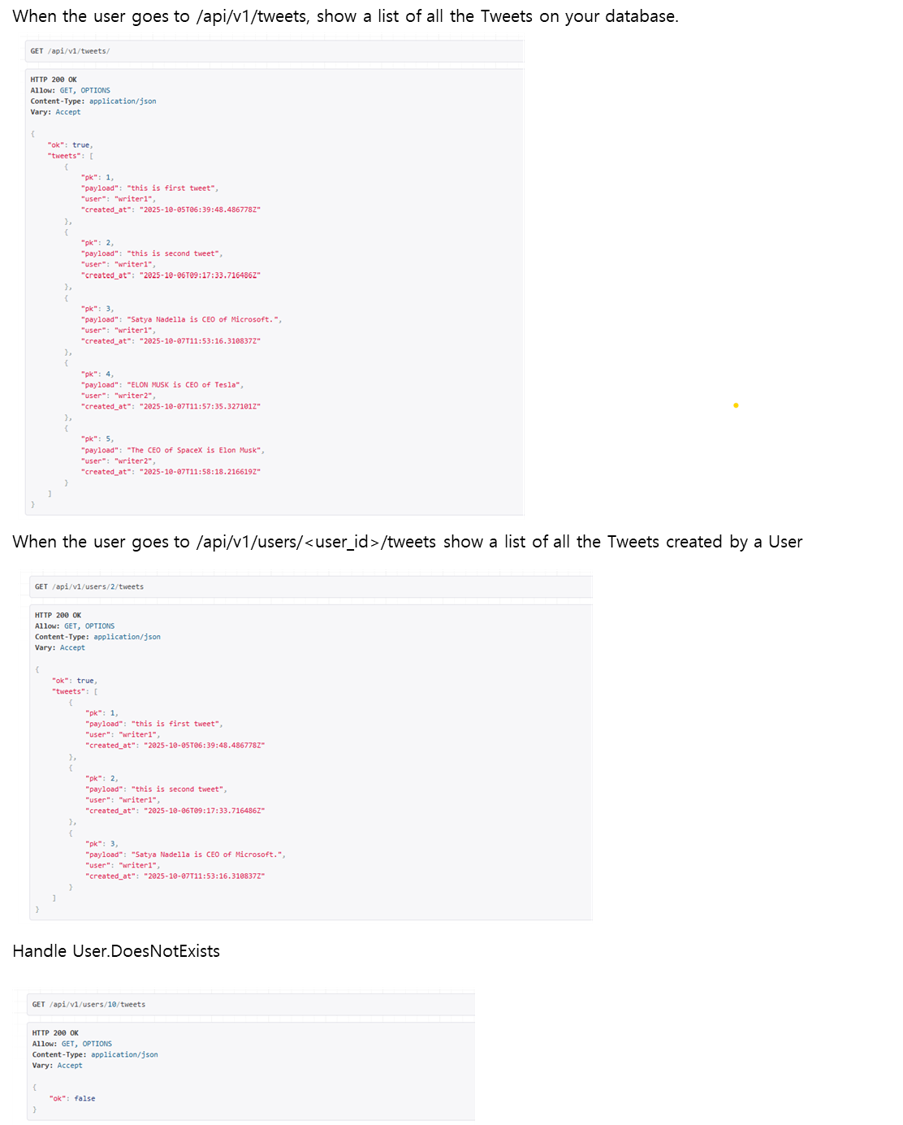 When the user goes to /api/v1/tweets, show a list of all the Tweets on your database.
GET /api/v1/tweets/
HTTP 200 OK
Allow: GET, OPTIONS
Content-Type: application/json
Vary: Accept
{
"ok": true,
"tweets": [
{
"pk": 1,
"payload": "this is first tweet",
"user": "writer1",
"created_at": "2025-10-05T06:39:48.486778Z"
},
{
"pk": 2,
"payload": "this is second tweet",
"user": "writer1",
"created_at": "2025-10-06T09:17:33.716486Z"
},
{
"pk": 3,
"payload": "Satya Nadella is CEO of Microsoft.",
"user": "writer1",
"created_at": "2025-10-07T11:53:16.310837Z"
},
{
"pk": 4,
"payload": "ELON MUSK is CEO of Tesla",
"user": "writer2",
"created_at": "2025-10-07T11:57:35.327101Z"
},
{
"pk": 5,
"payload": "The CEO of SpaceX is Elon Musk",
"user": "writer2",
"created_at": "2025-10-07T11:58:18.216619Z"
}
]
}
When the user goes to /api/v1/users/<user_id>/tweets show a list of all the Tweets created by a User
GET /api/v1/users/2/tweets
HTTP 200 OK
Allow: GET, OPTIONS
Content-Type: application/json
Vary: Accept
{
"ok": true,
"tweets": [
{
"pk": 1,
"payload": "this is first tweet",
"user": "writer1",
"created_at": "2025-10-05T06:39:48.486778Z"
},
{
"pk": 2,
"payload": "this is second tweet",
"user": "writer1",
"created_at": "2025-10-06T09:17:33.716486Z"
},
{
"pk": 3,
"payload": "Satya Nadella is CEO of Microsoft.",
"user": "writer1",
"created_at": "2025-10-07T11:53:16.310837Z"
}
]
}
Handle User.DoesNotExists
GET /api/v1/users/10/tweets
HTTP 200 OK
Allow: GET, OPTIONS
Content-Type: application/json
Vary: Accept
{
"ok": false
}